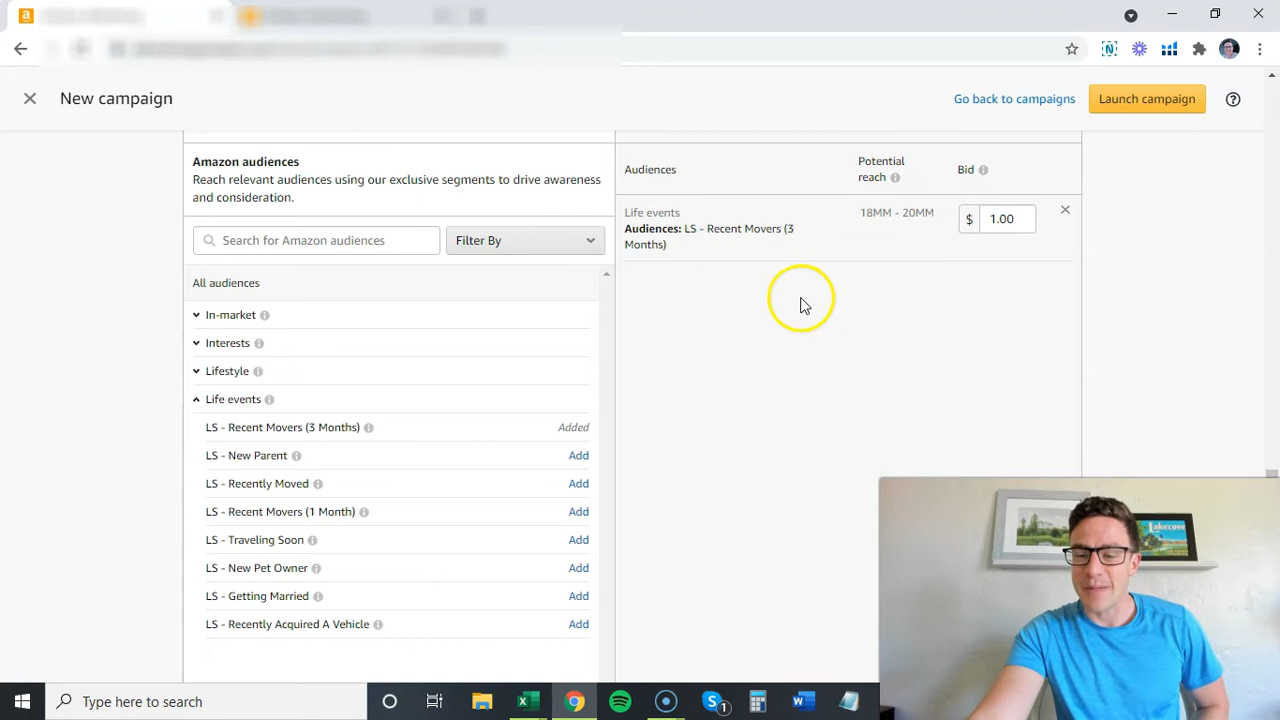 New campaign
Go back to campaigns
Launch campaign
Amazon audiences
Reach relevant audiences using our exclusive segments to drive awareness
and consideration.
Search for Amazon audiences
Filter By
All audiences
In-market
Interests
Lifestyle
Life events
LS - Recent Movers (3 Months)
Added
LS - New Parent
Add
LS - Recently Moved
Add
LS - Recent Movers (1 Month)
Add
LS - Traveling Soon
Add
LS - New Pet Owner
Add
LS - Getting Married
Add
LS - Recently Acquired A Vehicle
Add
Audiences
Potential
reach
Bid
Life events
Audiences: LS - Recent Movers (3
Months)
18MM - 20MM
$ 1.00
Lakecove
Type here to search
1